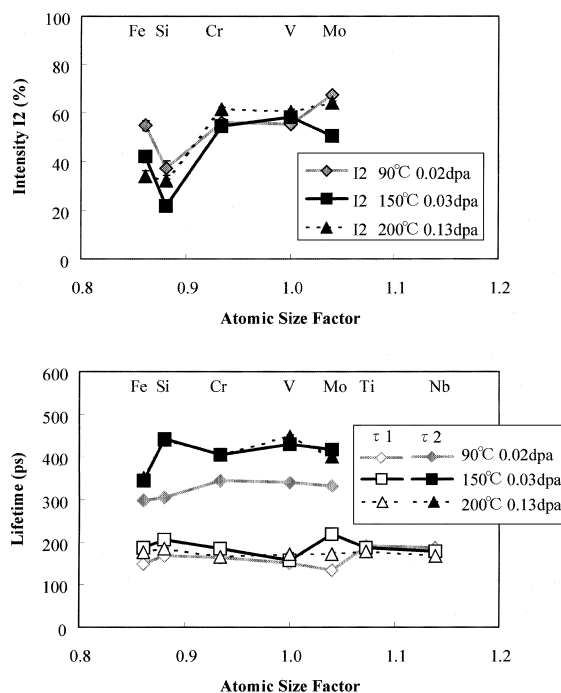 100
80
60
40
20
0
Intensity I2 (%)
Fe Si Cr V Mo
I2 90℃ 0.02dpa
I2 150℃ 0.03dpa
I2 200℃ 0.13dpa
0.8 0.9 1.0 1.1 1.2
Atomic Size Factor
600
500
400
300
200
100
0
Lifetime (ps)
Fe Si Cr V Mo Ti Nb
τ 1 τ 2
90℃ 0.02dpa
150℃ 0.03dpa
200℃ 0.13dpa
0.8 0.9 1.0 1.1 1.2
Atomic Size Factor